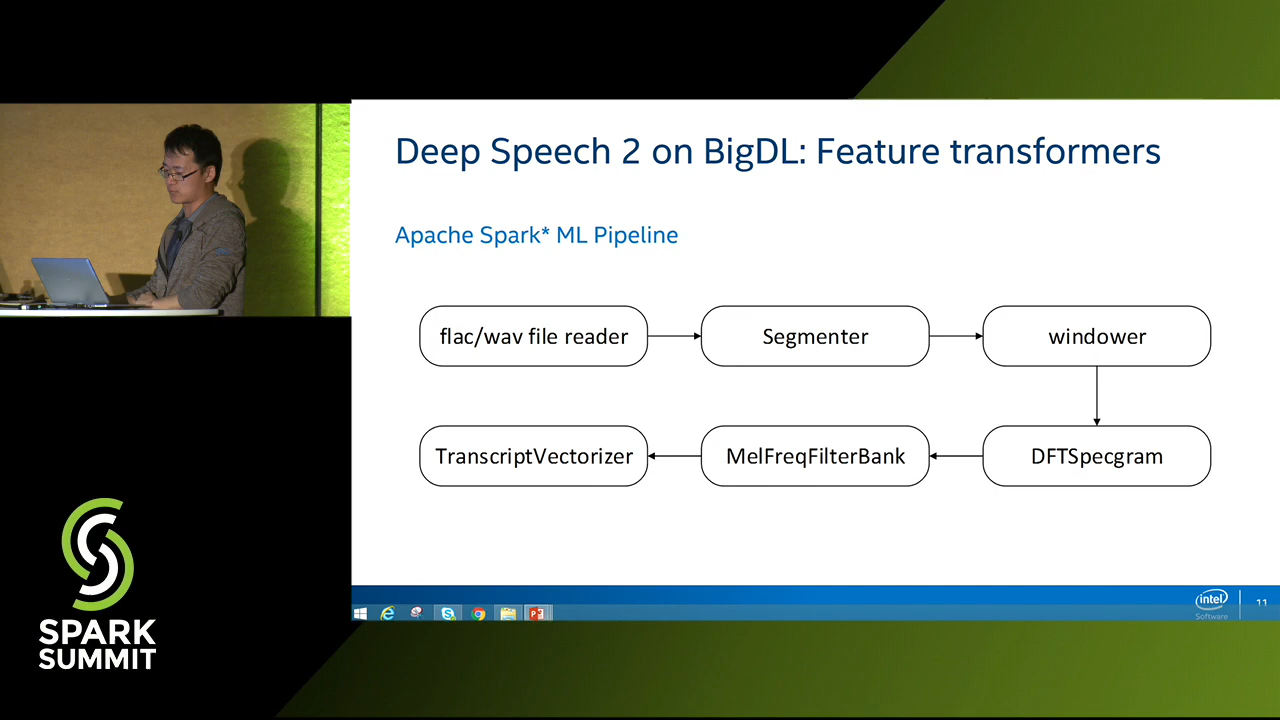 Deep Speech 2 on BigDL: Feature transformers
Apache Spark* ML Pipeline
flac/wav file reader
Segmenter
windower
TranscriptVectorizer
MelFreqFilterBank
DFTSpecgram
intel
Software
11
SPARK
SUMMIT